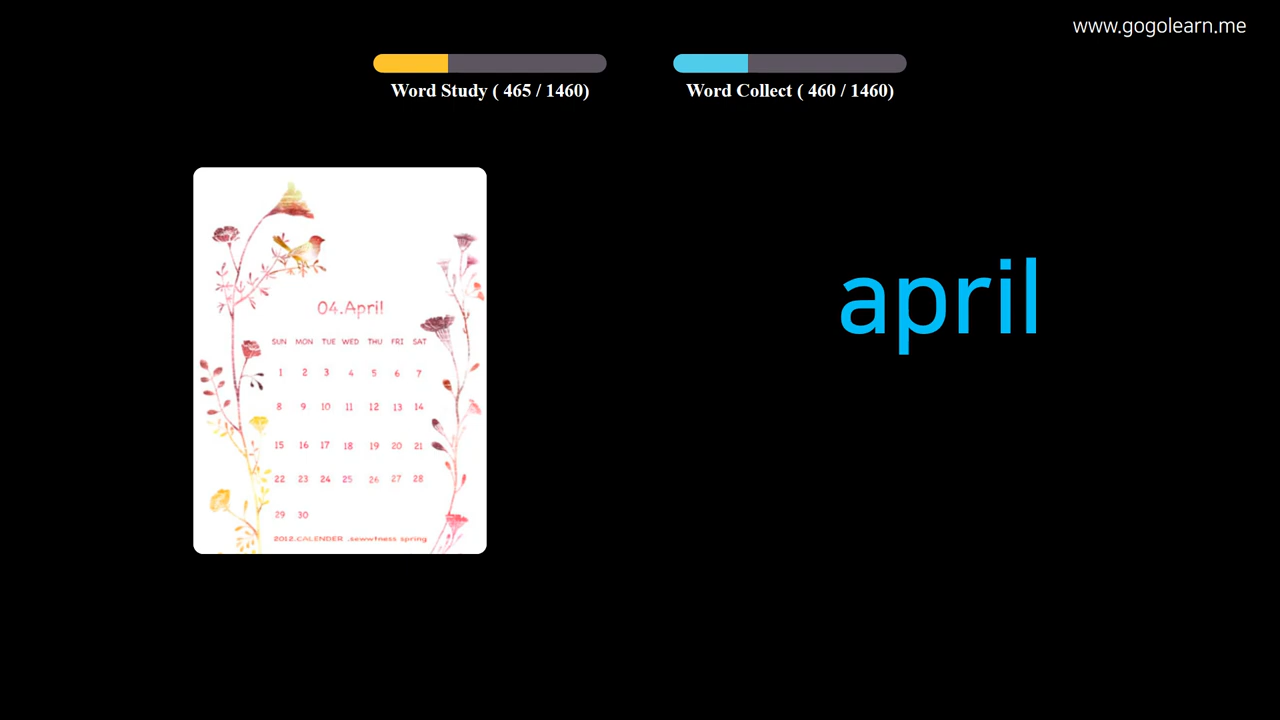 www.gogolearn.me
Word Study ( 465 / 1460)
Word Collect ( 460 / 1460)
04.April
SUN MON TUE WED THU FRI SAT
1 2 3 4 5 6 7
8 9 10 11 12 13 14
15 16 17 18 19 20 21
22 23 24 25 26 27 28
29 30
2012.CALENDER .sewwtness spring
april